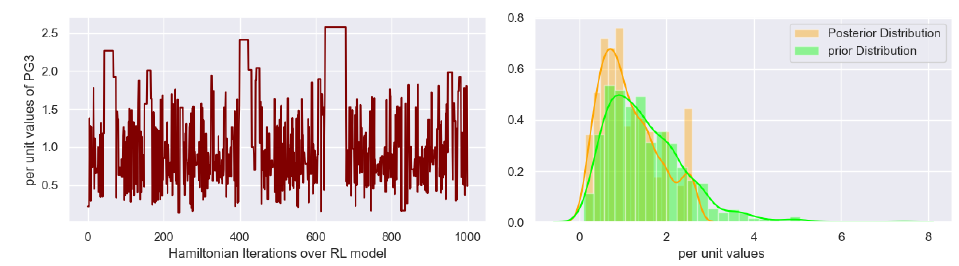 per unit values of PG3
2.5
2.0
1.5
1.0
0.5
0 200 400 600 800 1000
Hamiltonian Iterations over RL model
0.8
0.6
0.4
0.2
0.0
Posterior Distribution
prior Distribution
0 2 4 6 8
per unit values